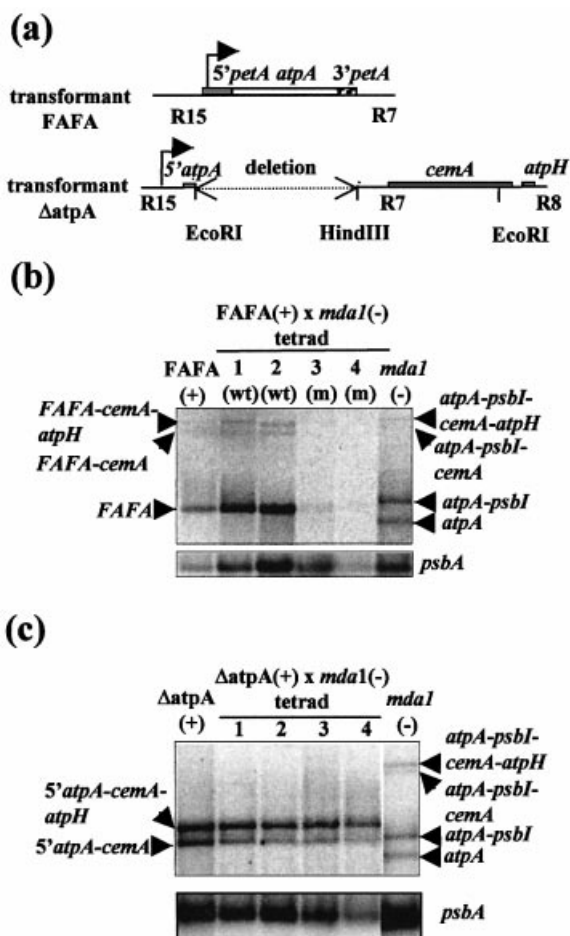 (a)
5'petA atpA 3'petA
transformant FAFA
R15 R7
transformant ΔatpA
5'atpA deletion cemA atpH
R15 R7 R8
EcoRI HindIII EcoRI
(b)
FAFA(+) x mda1(-)
tetrad
FAFA 1 2 3 4 mda1
(+) (wt) (wt) (m) (m) (-)
FAFA-cemA-
atpH
FAFA-cemA
FAFA
atpA-psbI-
cemA-atpH
atpA-psbI-
cemA
atpA-psbI
atpA
psbA
(c)
ΔatpA(+) x mda1(-)
ΔatpA tetrad mda1
(+) 1 2 3 4 (-)
5'atpA-cemA-
atpH
5'atpA-cemA
atpA-psbI-
cemA-atpH
atpA-psbI-
cemA
atpA-psbI
atpA
psbA